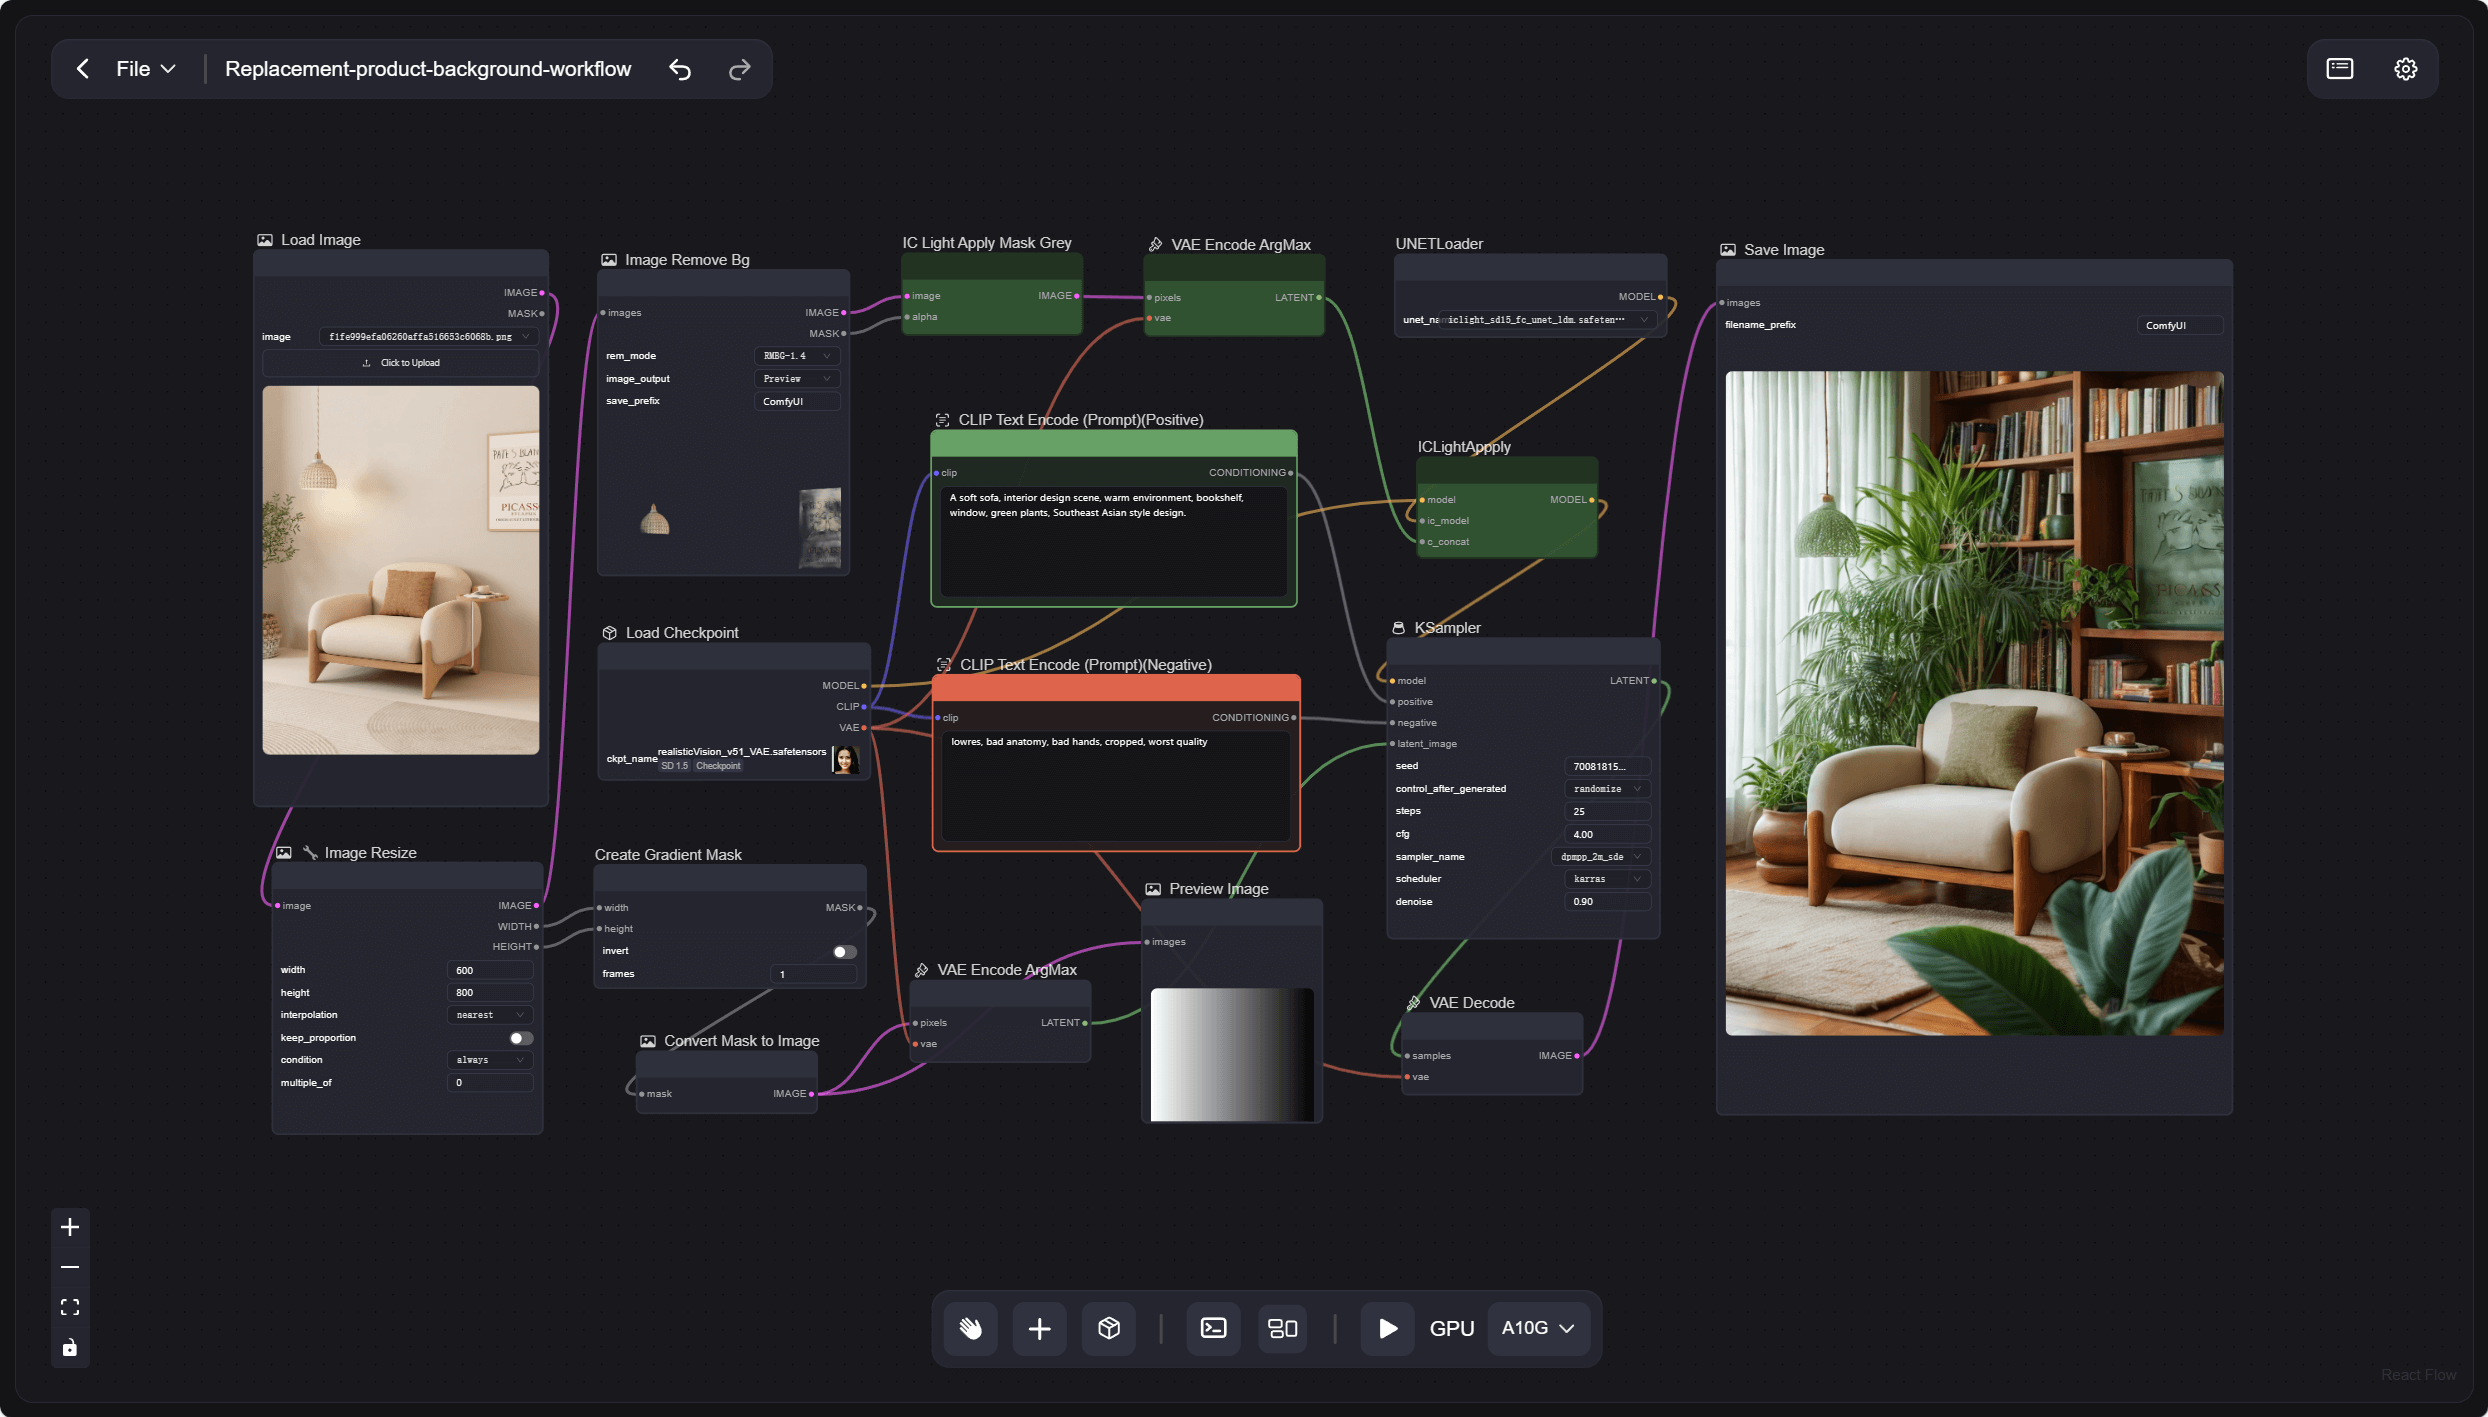 File
Replacement-product-background-workflow
Load Image
IMAGE
MASK
image
f1fe999efa06260affa516653c6068b.png
Click to Upload
PICASSO
Image Resize
image
IMAGE
WIDTH
HEIGHT
width
600
height
800
interpolation
nearest
keep_proportion
condition
always
multiple_of
0
Image Remove Bg
images
IMAGE
MASK
rem_mode
RMBG-1.4
image_output
Preview
save_prefix
ComfyUI
Load Checkpoint
MODEL
CLIP
VAE
ckpt_name
realisticVision_v51_VAE.safetensors
SD 1.5
Checkpoint
Create Gradient Mask
width
MASK
height
invert
frames
1
Convert Mask to Image
mask
IMAGE
IC Light Apply Mask Grey
image
IMAGE
alpha
VAE Encode ArgMax
pixels
LATENT
vae
CLIP Text Encode (Prompt)(Positive)
clip
CONDITIONING
A soft sofa, interior design scene, warm environment, bookshelf,
window, green plants, Southeast Asian style design.
CLIP Text Encode (Prompt)(Negative)
clip
CONDITIONING
lowres, bad anatomy, bad hands, cropped, worst quality
VAE Encode ArgMax
pixels
LATENT
vae
Preview Image
images
UNETLoader
MODEL
iclight_sd15_fc_unet_ldm.safeten···
ICLightAppply
model
MODEL
ic_model
c_concat
KSampler
model
LATENT
positive
negative
latent_image
seed
70081815...
control_after_generated
randomize
steps
25
cfg
4.00
sampler_name
dpmpp_2m_sde
scheduler
karras
denoise
0.90
VAE Decode
samples
IMAGE
vae
Save Image
images
filename_prefix
ComfyUI
GPU
A10G
React Flow